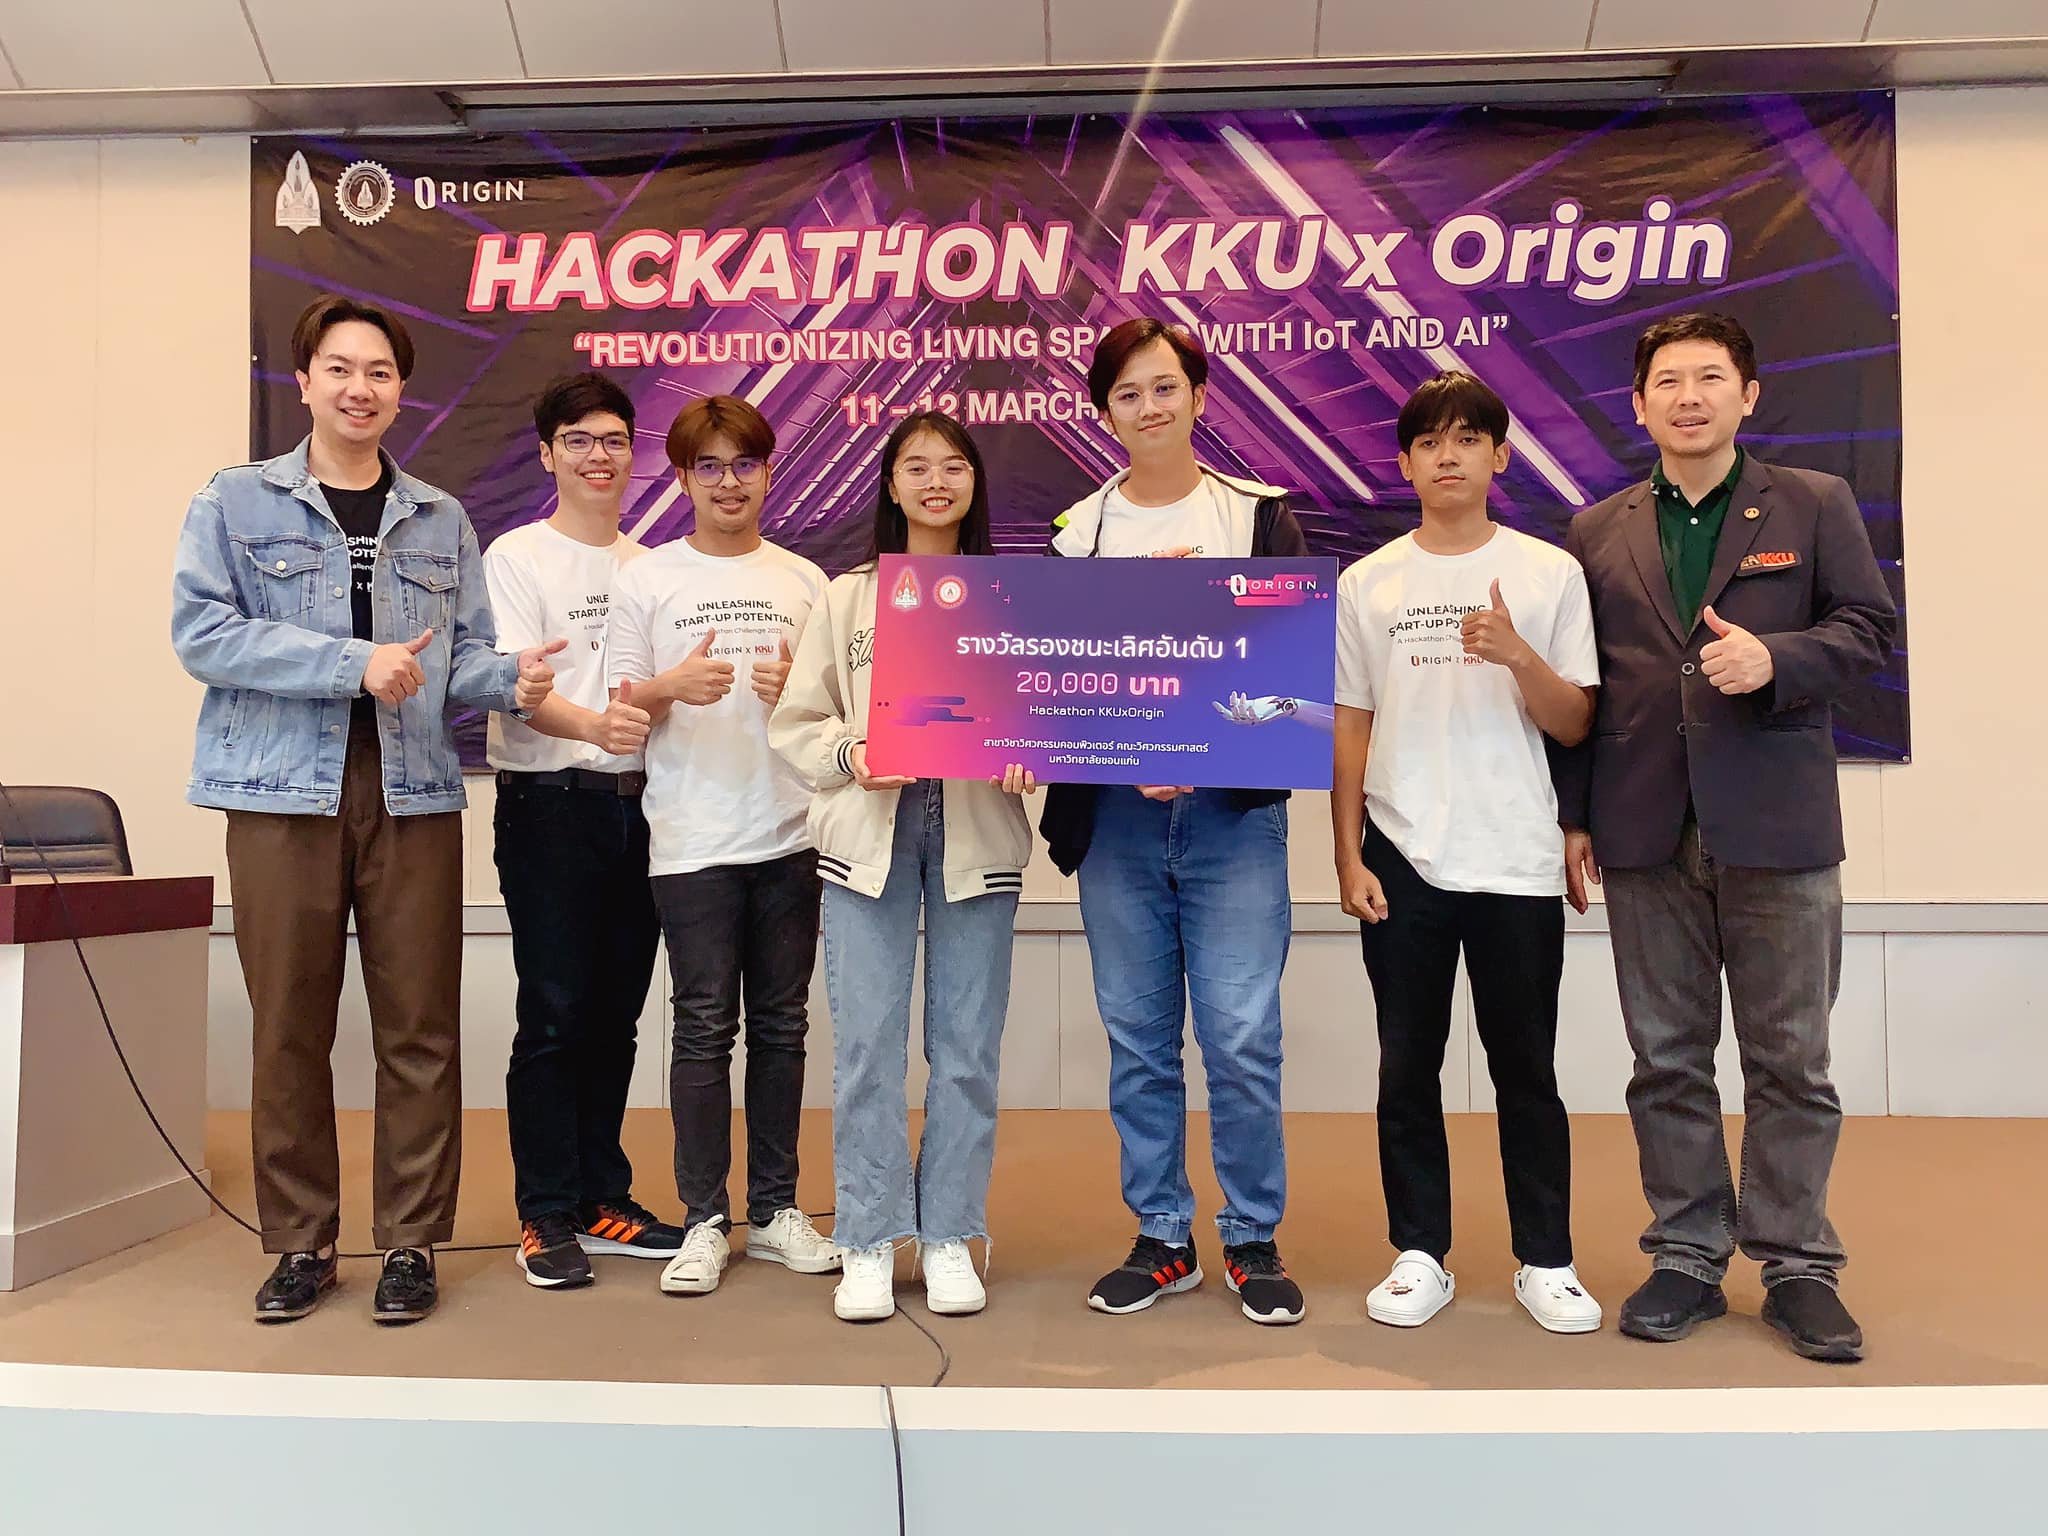 ORIGIN
HACKATHON KKU x Origin
“REVOLUTIONIZING LIVING WITH IoT AND AI”
11 - 12 MARCH
ORIGIN
รางวัลรองชนะเลิศอันดับ 1
20,000 บาท
Hackathon KKUxOrigin
สาขาวิชาวิศวกรรมคอมพิวเตอร์ คณะวิศวกรรมศาสตร์
มหาวิทยาลัยขอนแก่น
UNLEASHING
START-UP POTENTIAL
A Hackathon Challenge 2023
ORIGIN X KKU
UNLEASHING
START-UP
A Hackathon
ORIGIN X KKU
KKU